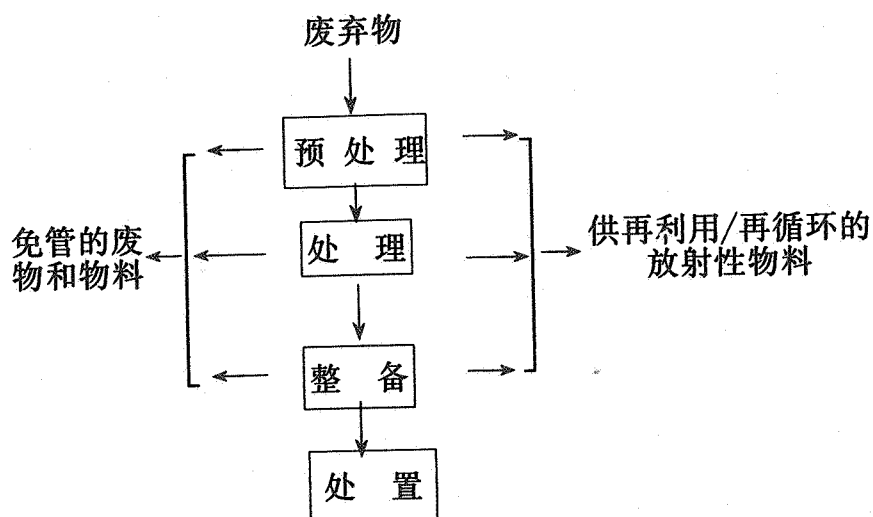 废弃物
预处理
免管的废
物和物料
处理
供再利用/再循环的
放射性物料
整备
处置